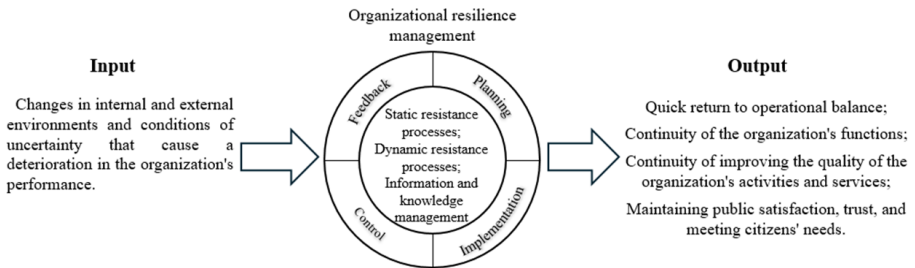 Organizational resilience
management
Input
Changes in internal and external
environments and conditions of
uncertainty that cause a
deterioration in the organization's
performance.
Feedback
Planning
Static resistance
processes;
Dynamic resistance
processes;
Information and
knowledge
management
Control
Implementation
Output
Quick return to operational balance;
Continuity of the organization's functions;
Continuity of improving the quality of the
organization's activities and services;
Maintaining public satisfaction, trust, and
meeting citizens' needs.